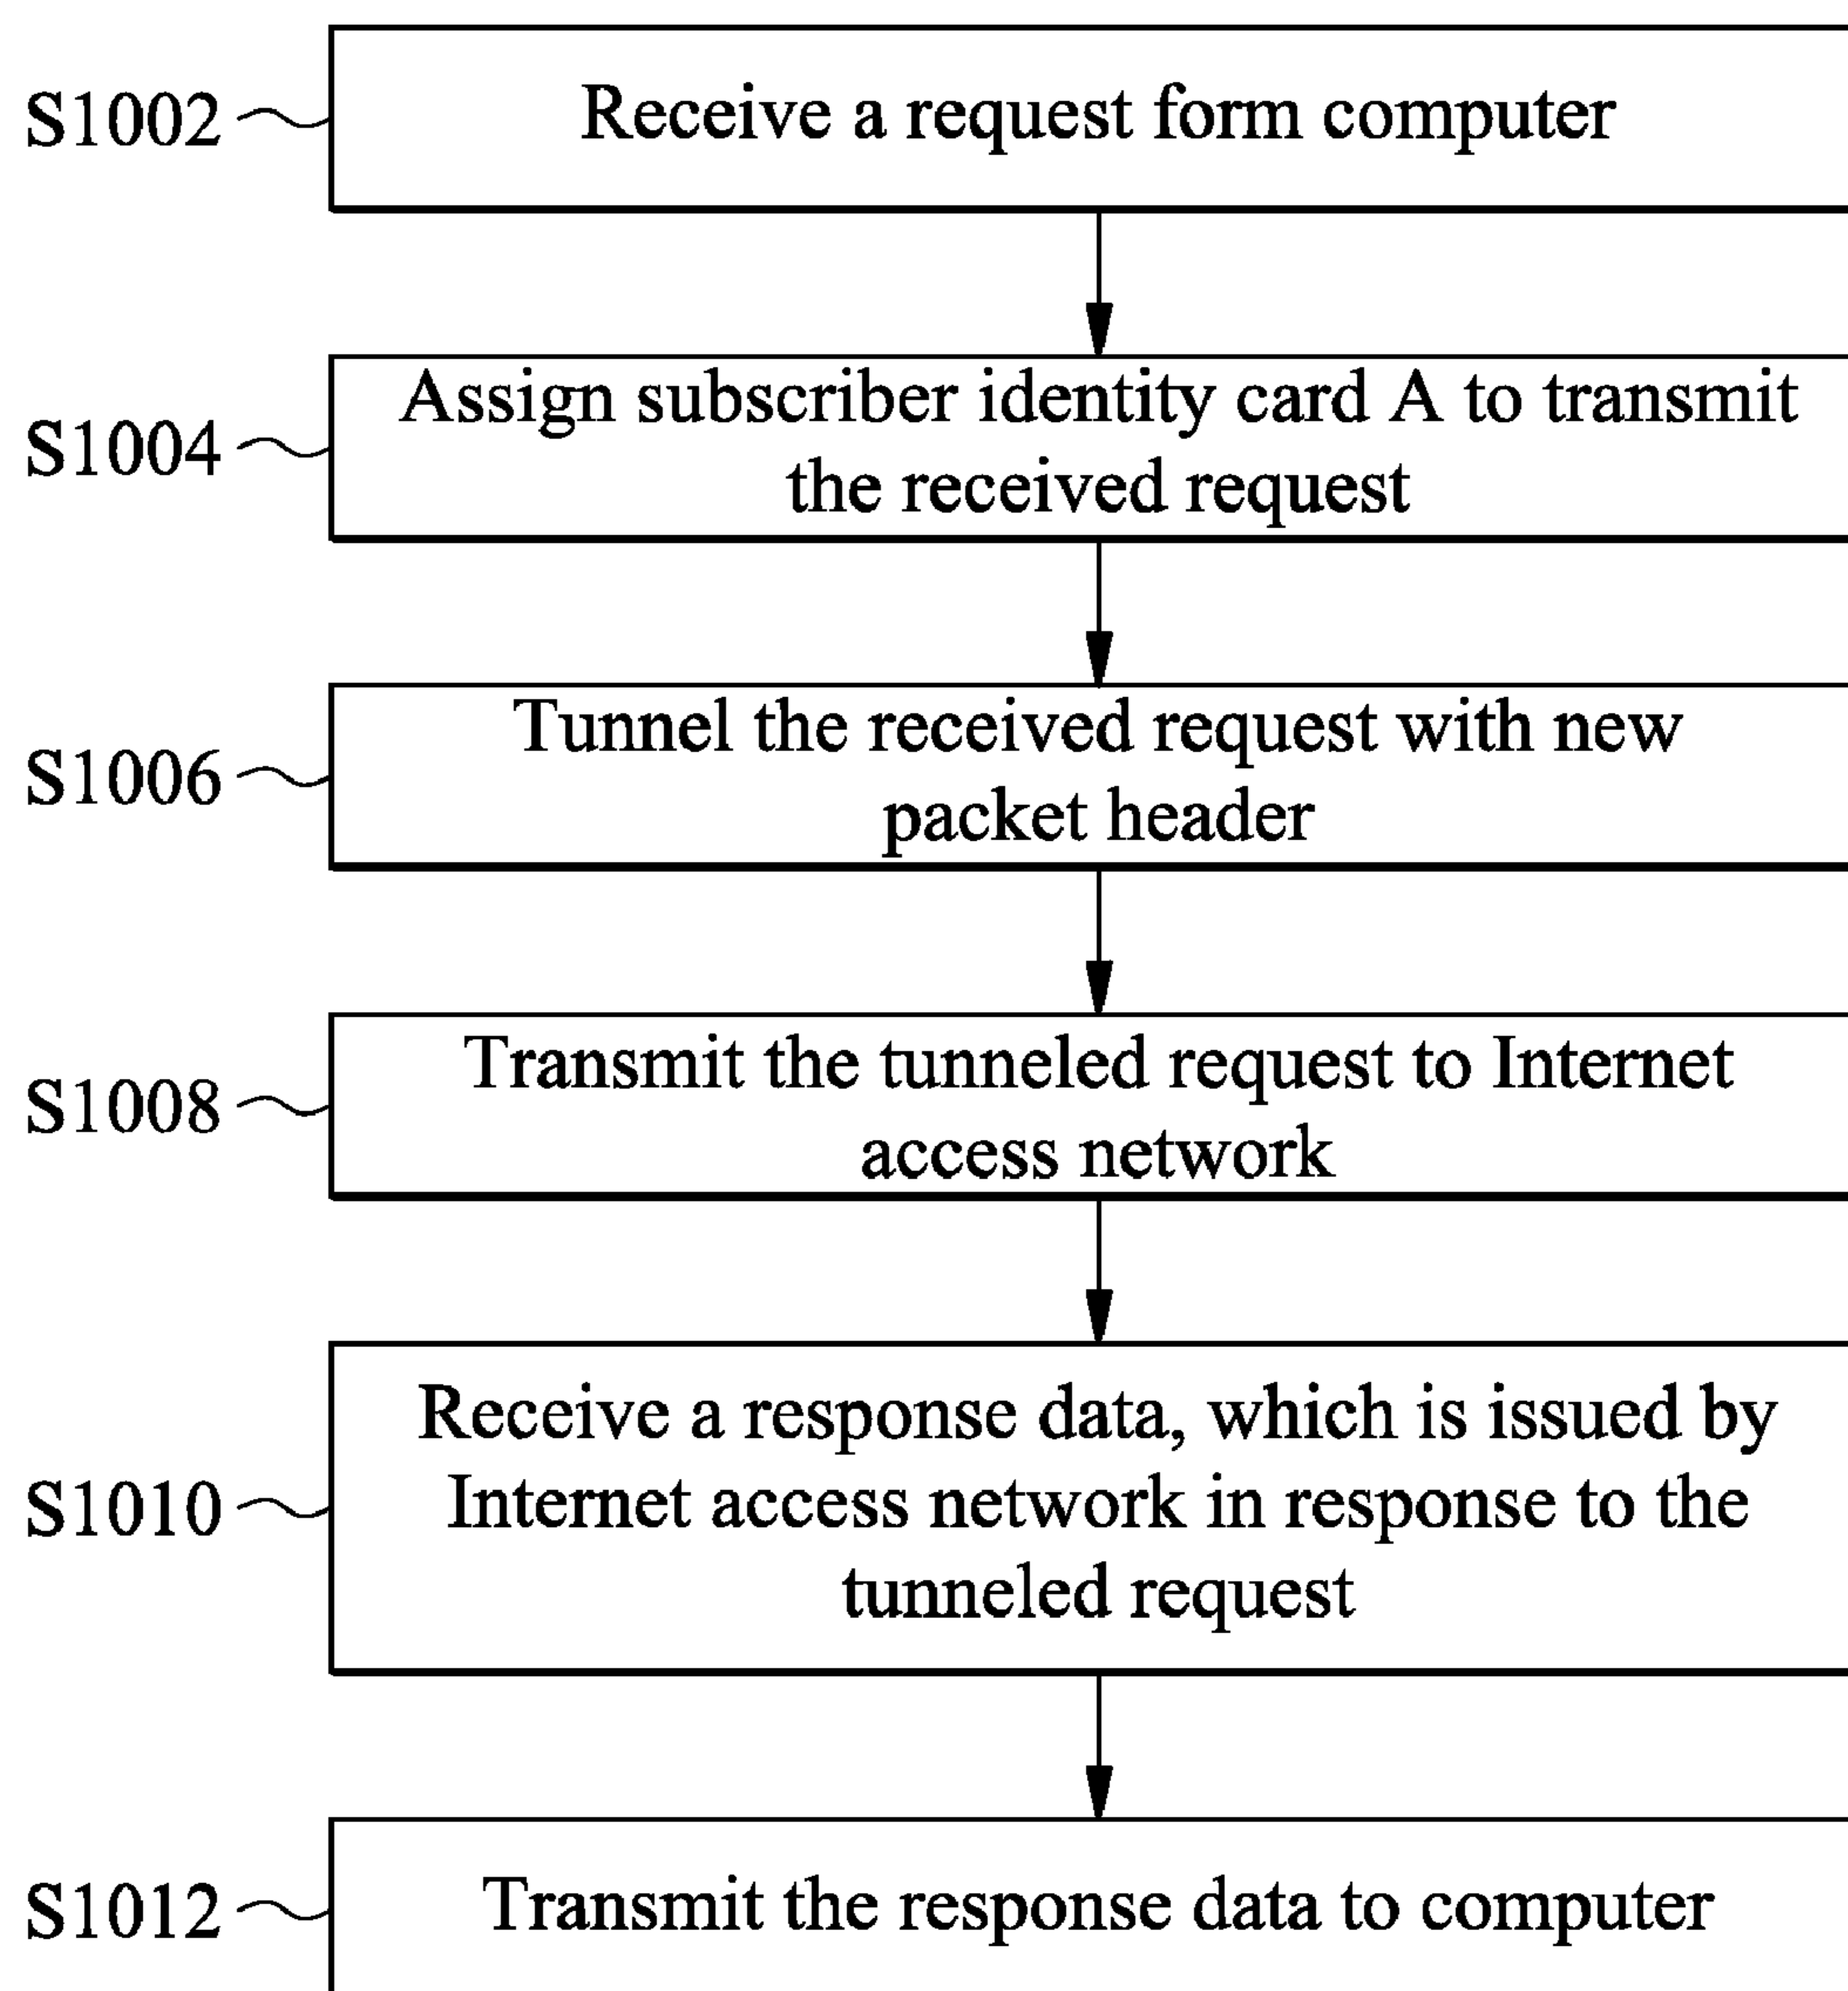 S1002
Receive a request form computer
S1004
Assign subscriber identity card A to transmit
the received request
S1006
Tunnel the received request with new
packet header
S1008
Transmit the tunneled request to Internet
access network
S1010
Receive a response data, which is issued by
Internet access network in response to the
tunneled request
S1012
Transmit the response data to computer